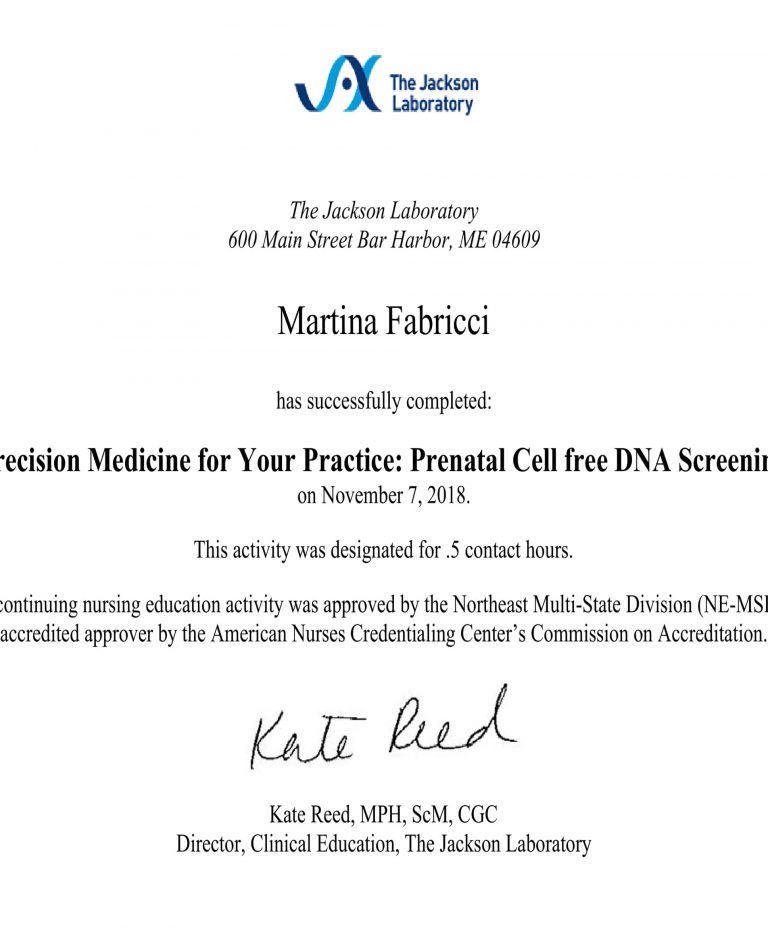 The Jackson
Laboratory
The Jackson Laboratory
600 Main Street Bar Harbor, ME 04609
Martina Fabricci
has successfully completed:
recision Medicine for Your Practice: Prenatal Cell free DNA Screenin
on November 7, 2018.
This activity was designated for .5 contact hours.
continuing nursing education activity was approved by the Northeast Multi-State Division (NE-MSD
accredited approver by the American Nurses Credentialing Center’s Commission on Accreditation.
Kate Reed
Kate Reed, MPH, ScM, CGC
Director, Clinical Education, The Jackson Laboratory